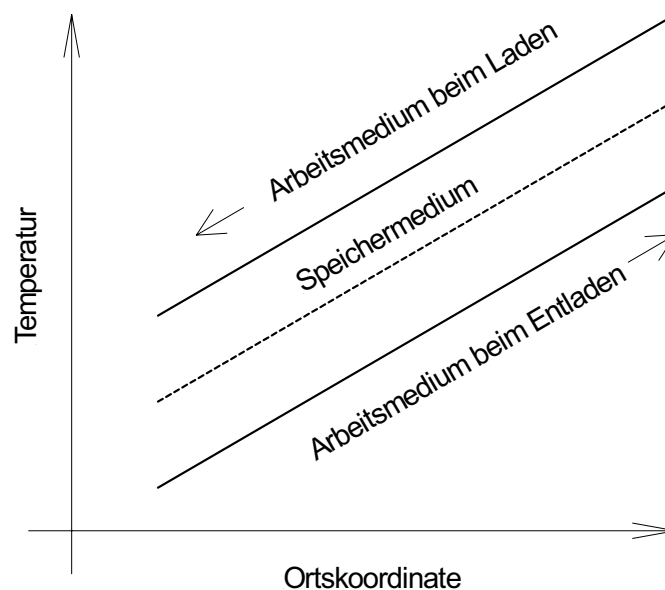 Arbeitsmedium beim Laden
Speichermedium
Temperatur
Arbeitsmedium beim Entladen
Ortskoordinate